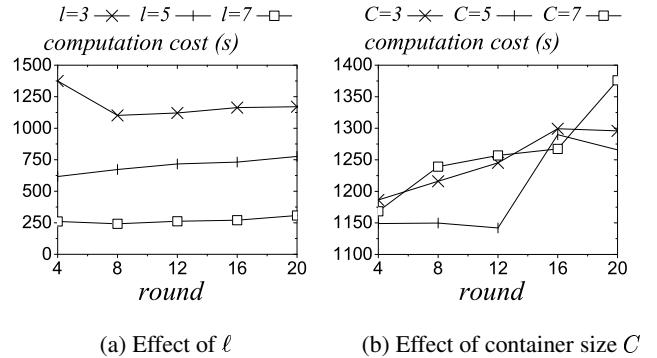 l=3 l=5 l=7
computation cost (s)
1500
1250
1000
750
500
250
0
4 8 12 16 20
round
(a) Effect of ℓ
C=3 C=5 C=7
computation cost (s)
1400
1350
1300
1250
1200
1150
1100
4 8 12 16 20
round
(b) Effect of container size C